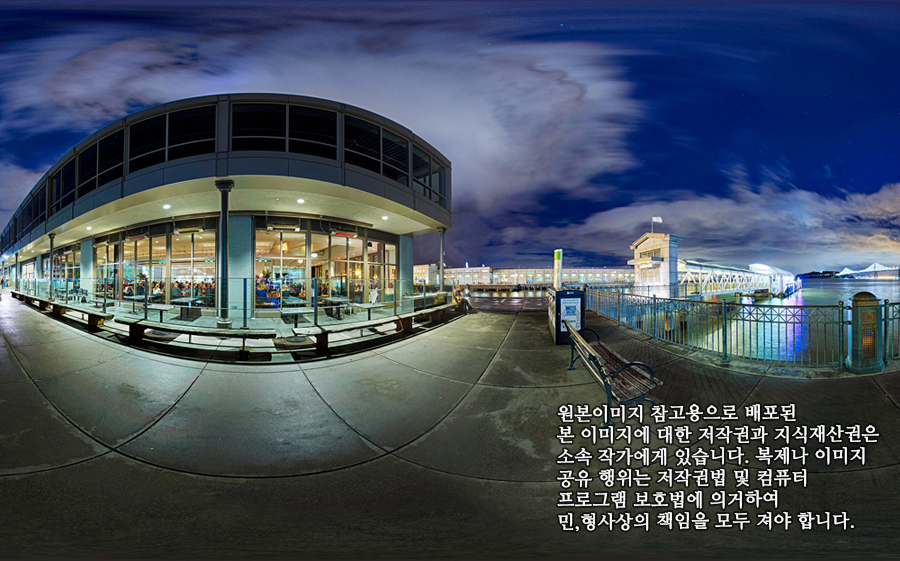 원본이미지 참고용으로 배포된
본 이미지에 대한 저작권과 지식재산권은
소속 작가에게 있습니다. 복제나 이미지
공유 행위는 저작권법 및 컴퓨터
프로그램 보호법에 의거하여
민,형사상의 책임을 모두 져야 합니다.